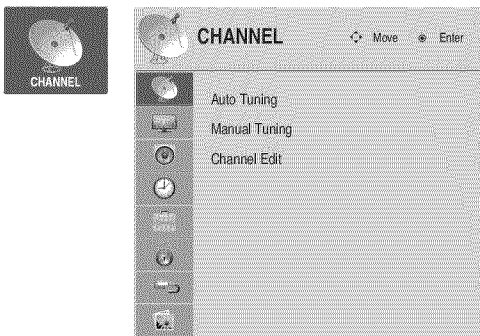 CHANNEL
CHANNEL
Move Enter
Auto Tuning
Manual Tuning
Channel Edit